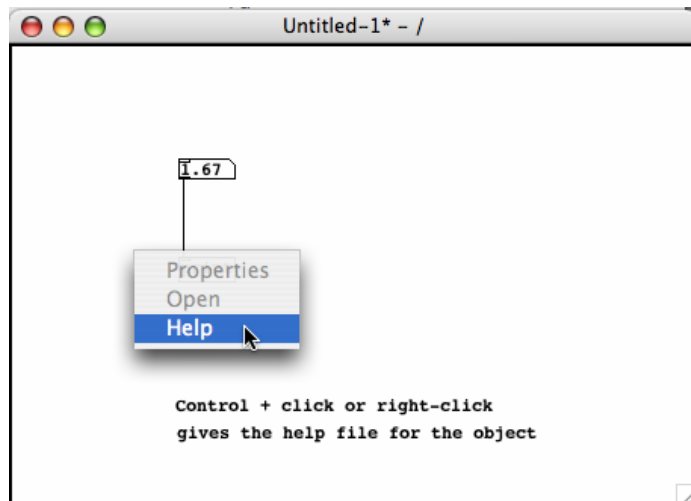 Untitled-1* - /
1.67
Properties
Open
Help
Control + click or right-click
gives the help file for the object